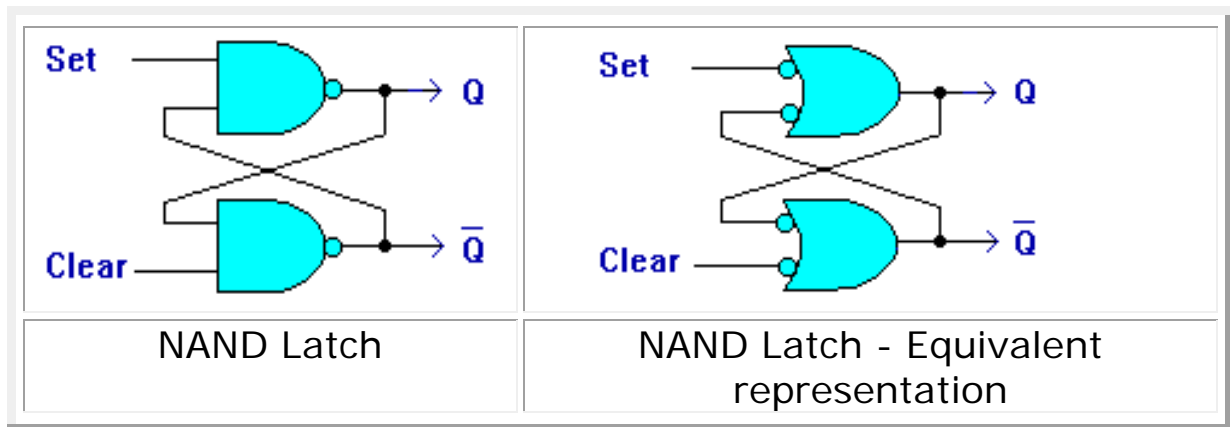 Set
Q
Clear
Q̅
Set
Q
Clear
Q̅
NAND Latch
NAND Latch - Equivalent
representation